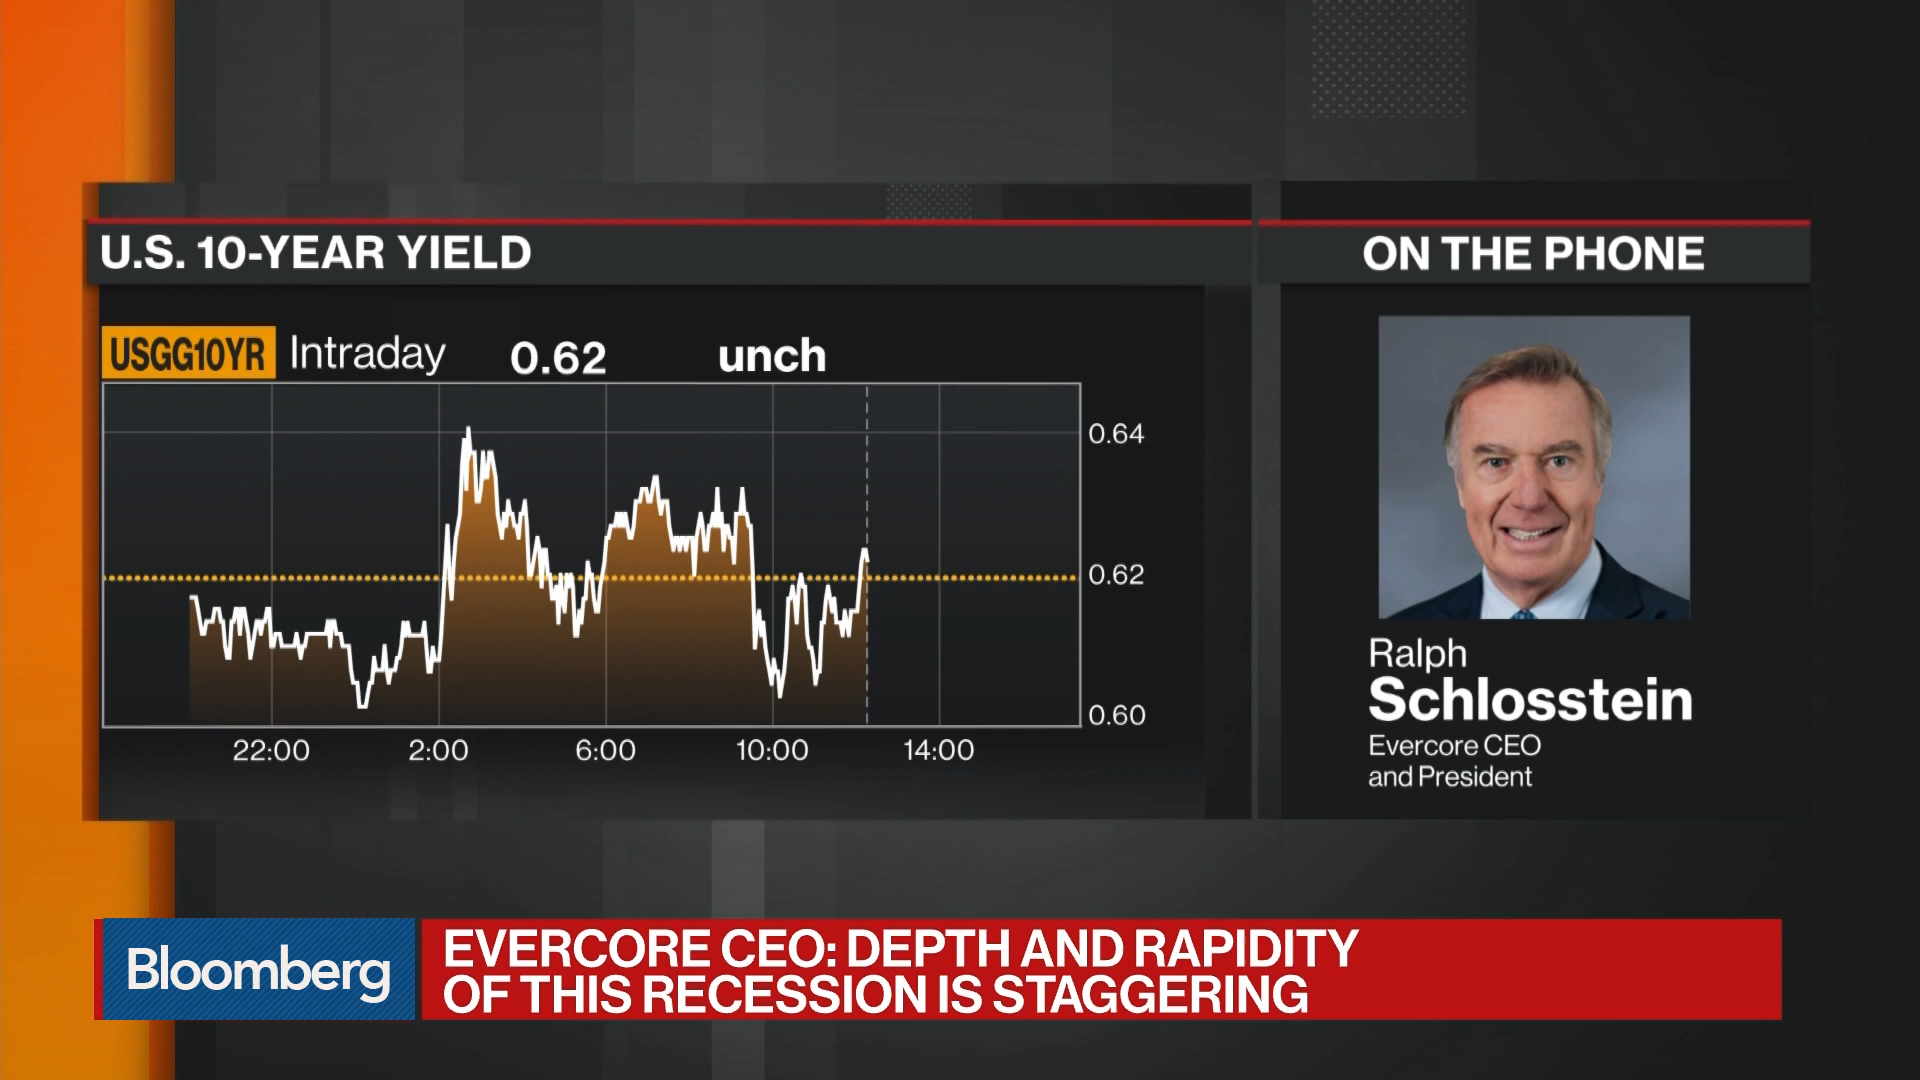 U.S. 10-YEAR YIELD
USGG10YR Intraday 0.62 unch
0.64
0.62
0.60
22:00 2:00 6:00 10:00 14:00
ON THE PHONE
Ralph
Schlosstein
Evercore CEO
and President
Bloomberg
EVERCORE CEO: DEPTH AND RAPIDITY
OF THIS RECESSION IS STAGGERING